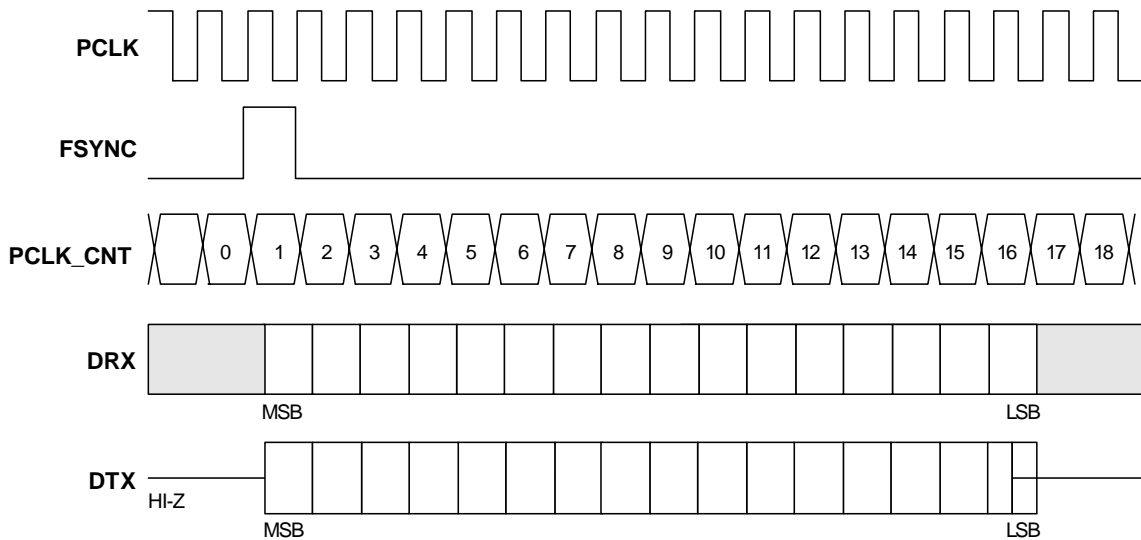 PCLK
FSYNC
PCLK_CNT 0 1 2 3 4 5 6 7 8 9 10 11 12 13 14 15 16 17 18
DRX
MSB LSB
DTX
HI-Z
MSB LSB